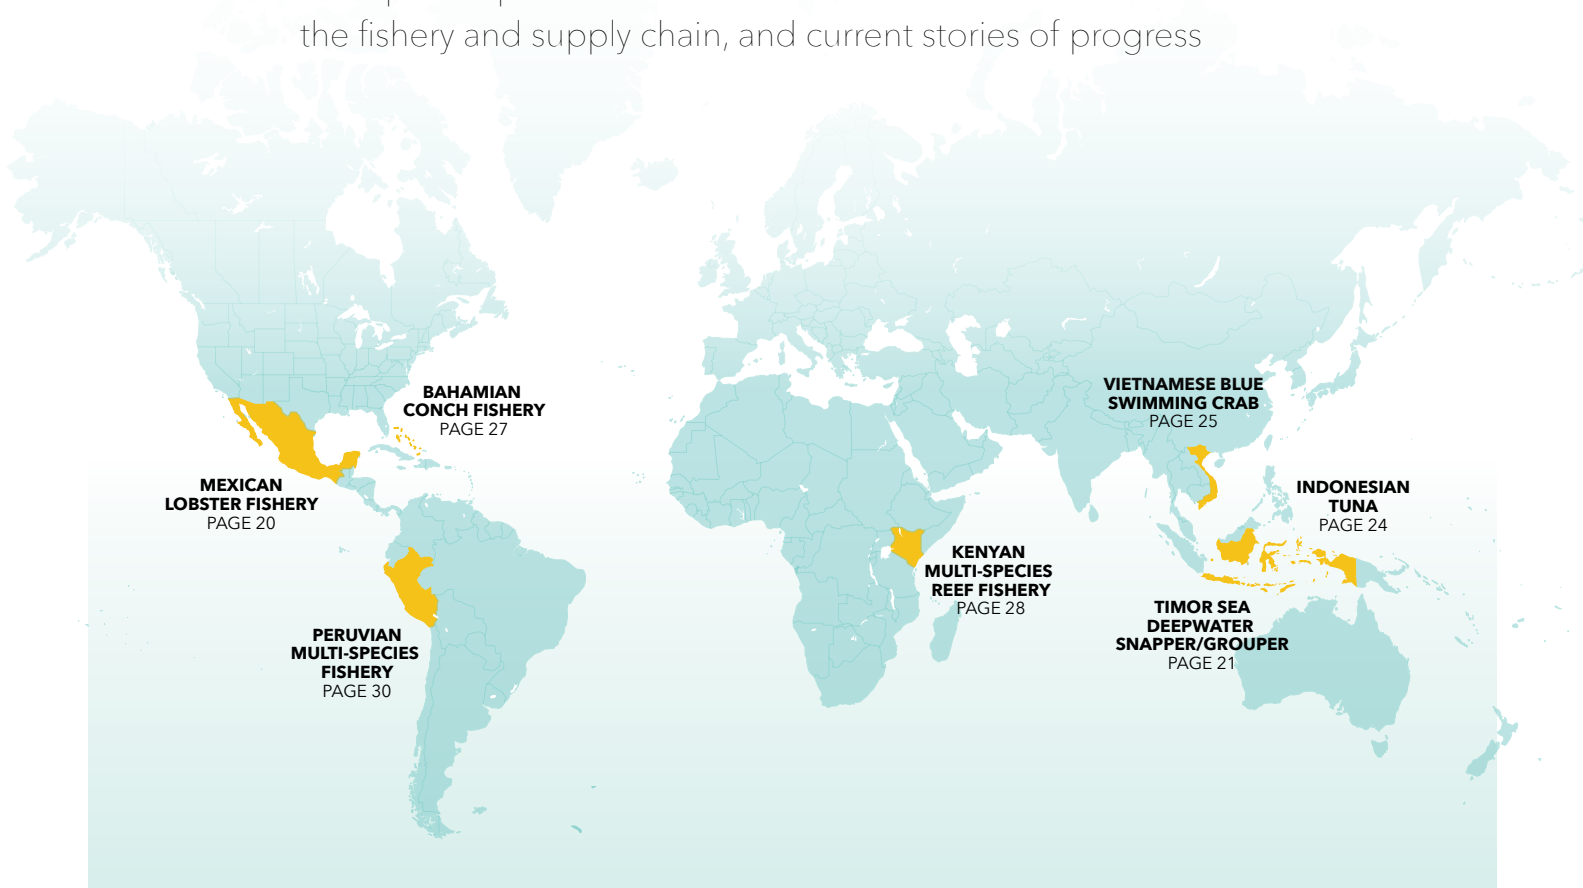 the fishery and supply chain, and current stories of progress
BAHAMIAN
CONCH FISHERY
PAGE 27
VIETNAMESE BLUE
SWIMMING CRAB
PAGE 25
MEXICAN
LOBSTER FISHERY
PAGE 20
INDONESIAN
TUNA
PAGE 24
KENYAN
MULTI-SPECIES
REEF FISHERY
PAGE 28
TIMOR SEA
DEEPWATER
SNAPPER/GROUPER
PAGE 21
PERUVIAN
MULTI-SPECIES
FISHERY
PAGE 30